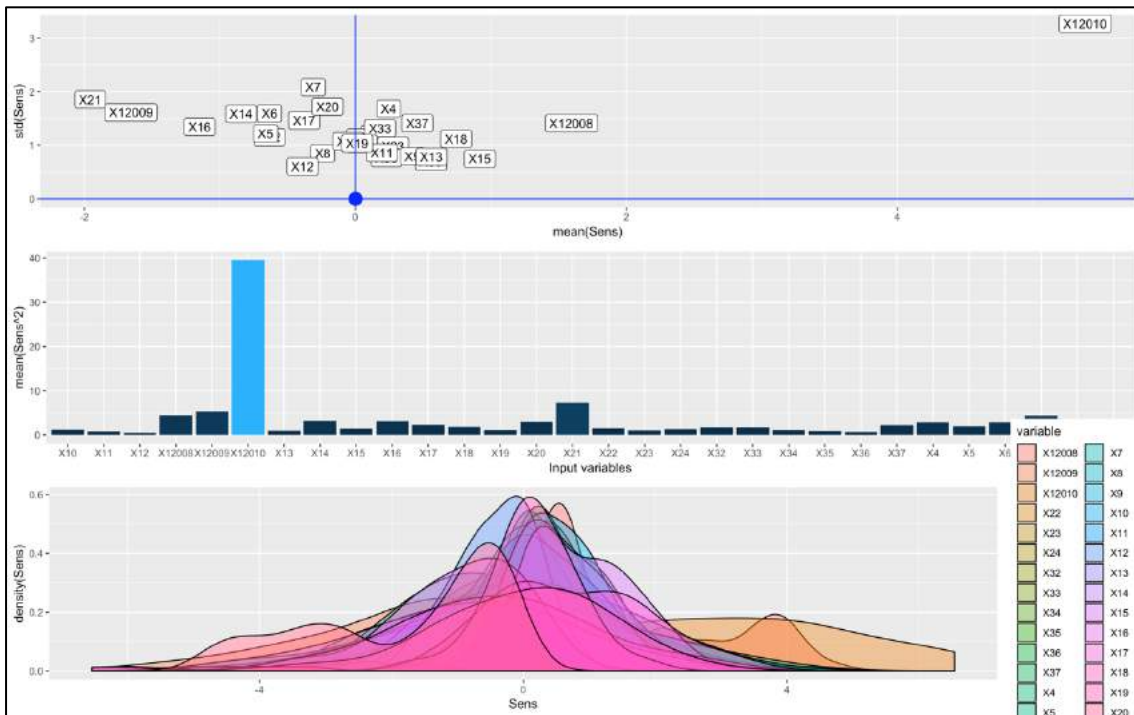 X12010
3
std(Sens)
2
1
0
X7
X21
X12009
X20
X14
X6
X4
X17
X16
X33
X37
X12008
X5
X18
X19
X8
X11
X13
X15
X12
-2
0
2
4
mean(Sens)
40
mean(Sens^2)
30
20
10
0
X10 X11 X12 X12008 X12009 X12010 X13 X14 X15 X16 X17 X18 X19 X20 X21 X22 X23 X24 X32 X33 X34 X35 X36 X37 X4 X5 X6
Input variables
variable
X12008 X7
X12009 X8
X12010 X9
X22 X10
X23 X11
X24 X12
X32 X13
X33 X14
X34 X15
X35 X16
X36 X17
X37 X18
X4 X19
X5 X20
0.6
density(Sens)
0.4
0.2
0.0
-4
0
4
Sens